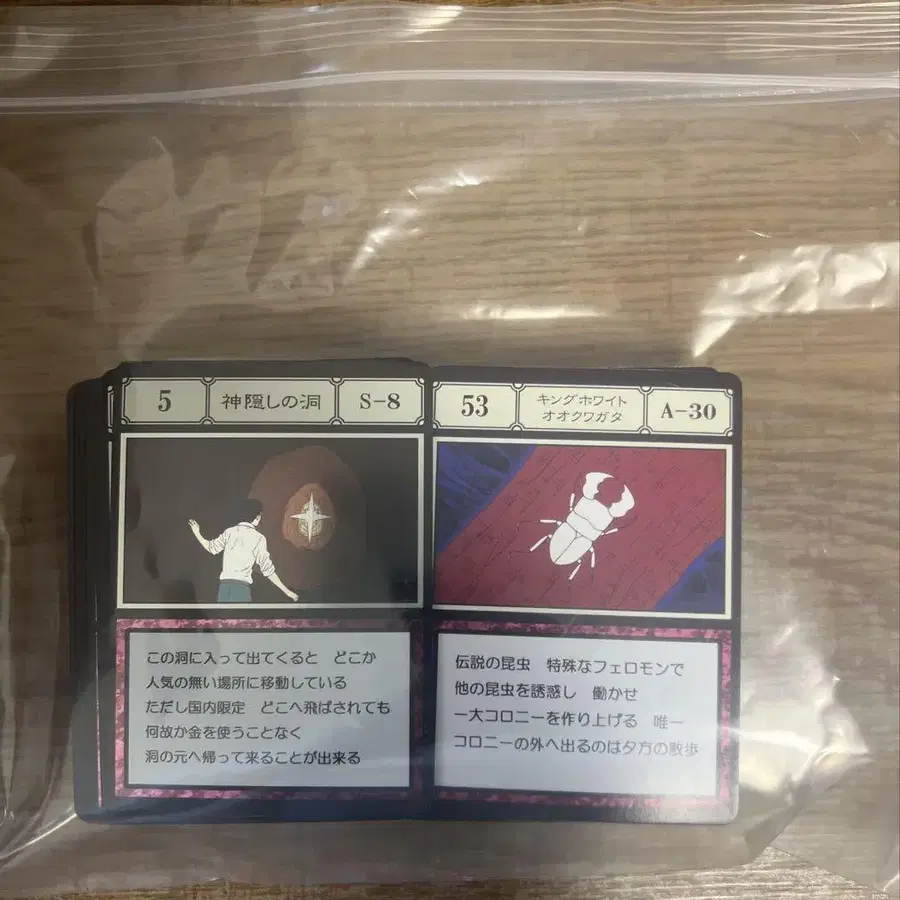 5
神隠しの洞
S-8
この洞に入って出てくると　どこか
人気の無い場所に移動している
ただし国内限定　どこへ飛ばされても
何故か金を使うことなく
洞の元へ帰って来ることが出来る
53
キングホワイト
オオクワガタ
A-30
伝説の昆虫　特殊なフェロモンで
他の昆虫を誘惑し　働かせ
一大コロニーを作り上げる　唯一
コロニーの外へ出るのは夕方の散歩